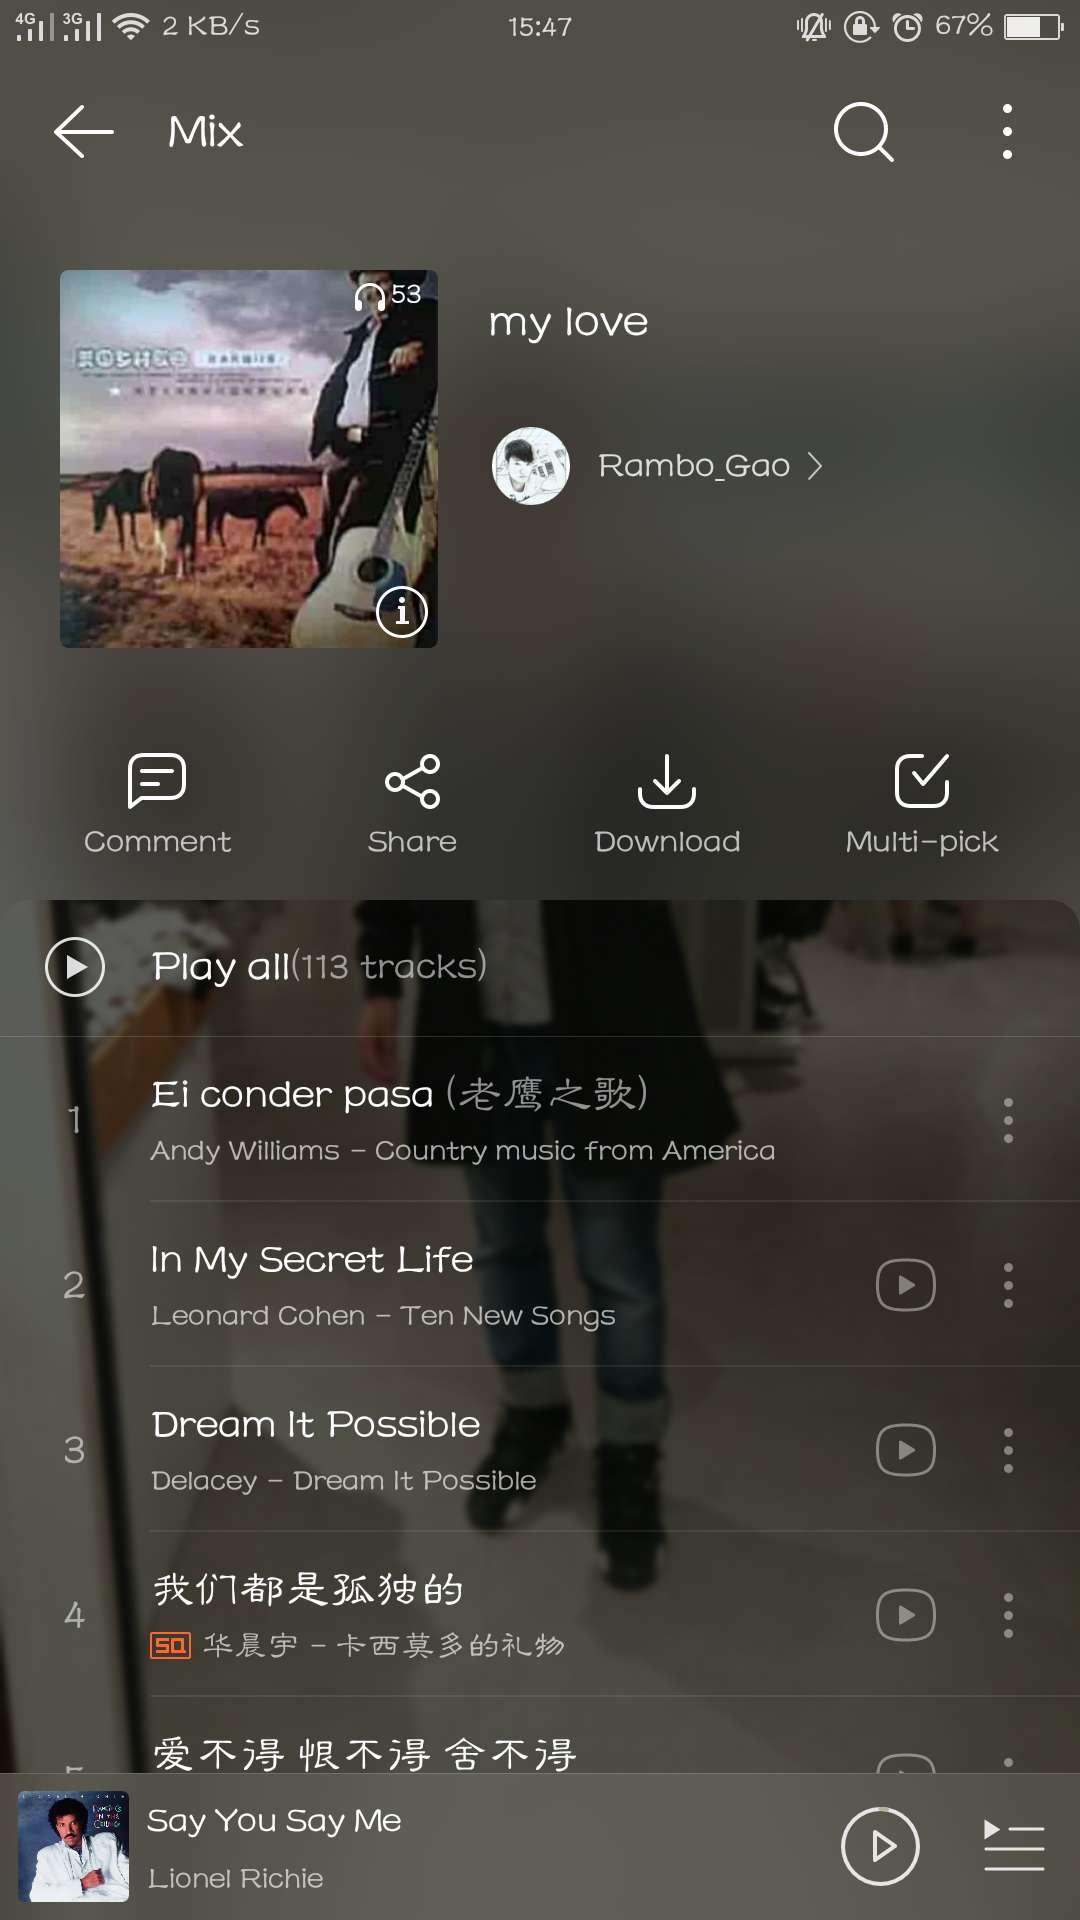 4G 3G 2 KB/s 15:47 67%
Mix
53
my love
Rambo_Gao
Comment Share Download Multi-pick
Play all(113 tracks)
1 Ei conder pasa (老鹰之歌)
Andy Williams - Country music from America
2 In My Secret Life
Leonard Cohen - Ten New Songs
3 Dream It Possible
Delacey - Dream It Possible
4 我们都是孤独的
SQ 华晨宇 - 卡西莫多的礼物
爱不得 恨不得 舍不得
Say You Say Me
Lionel Richie